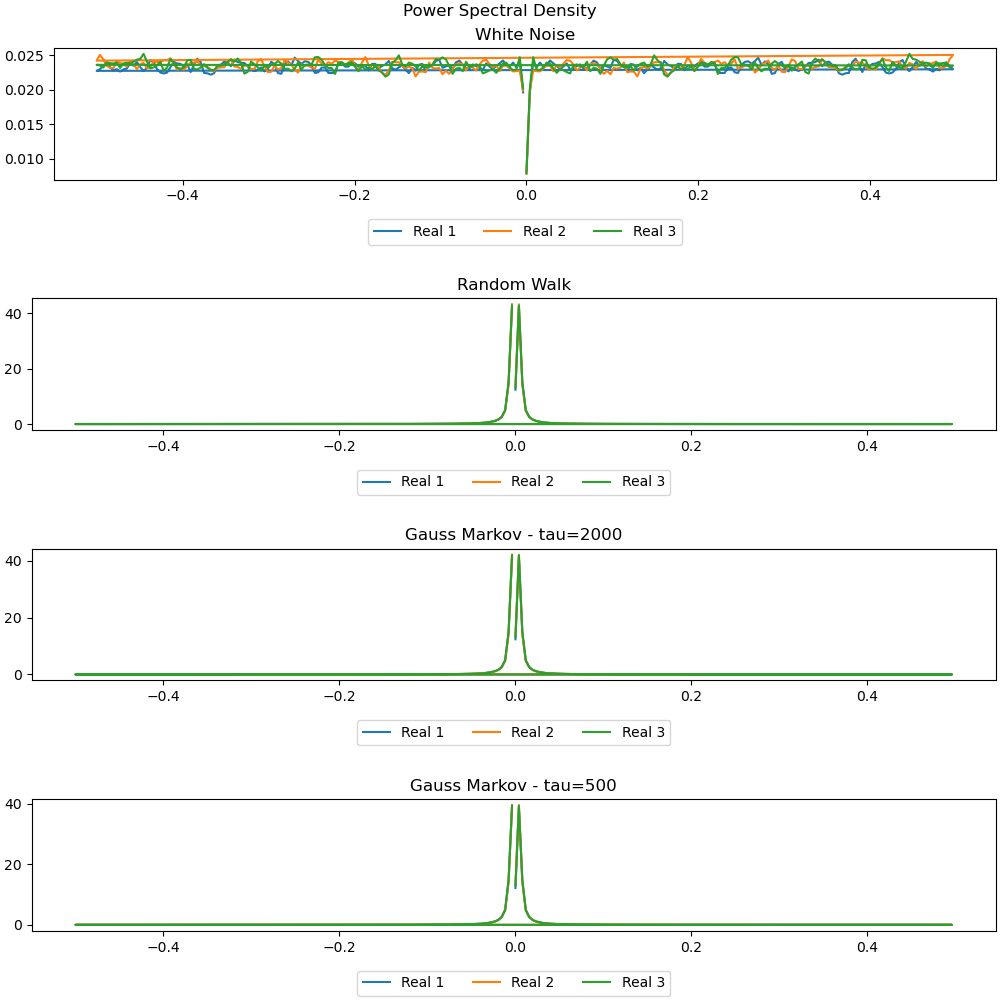 Power Spectral Density
White Noise
0.025
0.020
0.015
0.010
−0.4 −0.2 0.0 0.2 0.4
Real 1 Real 2 Real 3
Random Walk
40
20
0
−0.4 −0.2 0.0 0.2 0.4
Real 1 Real 2 Real 3
Gauss Markov - tau=2000
40
20
0
−0.4 −0.2 0.0 0.2 0.4
Real 1 Real 2 Real 3
Gauss Markov - tau=500
40
20
0
−0.4 −0.2 0.0 0.2 0.4
Real 1 Real 2 Real 3